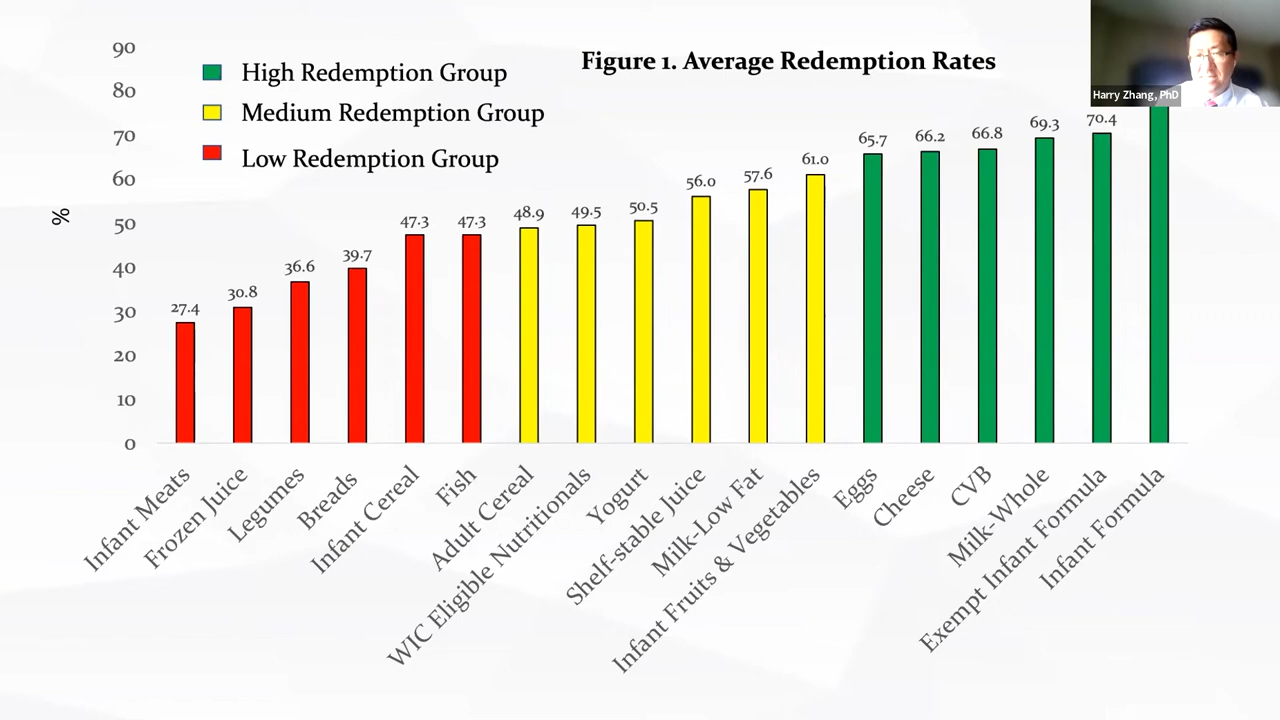 Figure 1. Average Redemption Rates
High Redemption Group
Medium Redemption Group
Low Redemption Group
Harry Zhang, PhD
%
90
80
70
60
50
40
30
20
10
0
27.4
30.8
36.6
39.7
47.3
47.3
48.9
49.5
50.5
56.0
57.6
61.0
65.7
66.2
66.8
69.3
70.4
Infant Meats
Frozen Juice
Legumes
Breads
Infant Cereal
Fish
Adult Cereal
WIC Eligible Nutritionals
Yogurt
Shelf-stable Juice
Milk-Low Fat
Infant Fruits & Vegetables
Eggs
Cheese
CVB
Milk-Whole
Exempt Infant Formula
Infant Formula